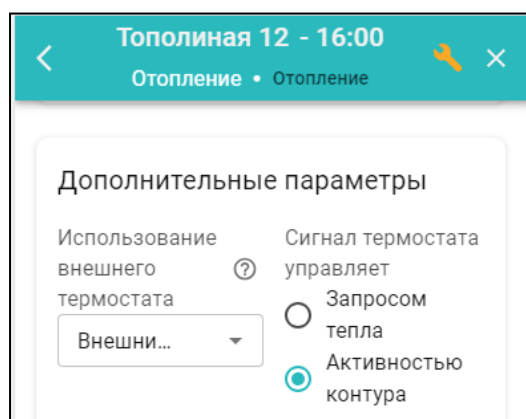 Тополиная 12 - 16:00
Отопление • Отопление
Дополнительные параметры
Использование
внешнего
термостата
Внешни...
Сигнал термостата
управляет
Запросом
тепла
Активностью
контура